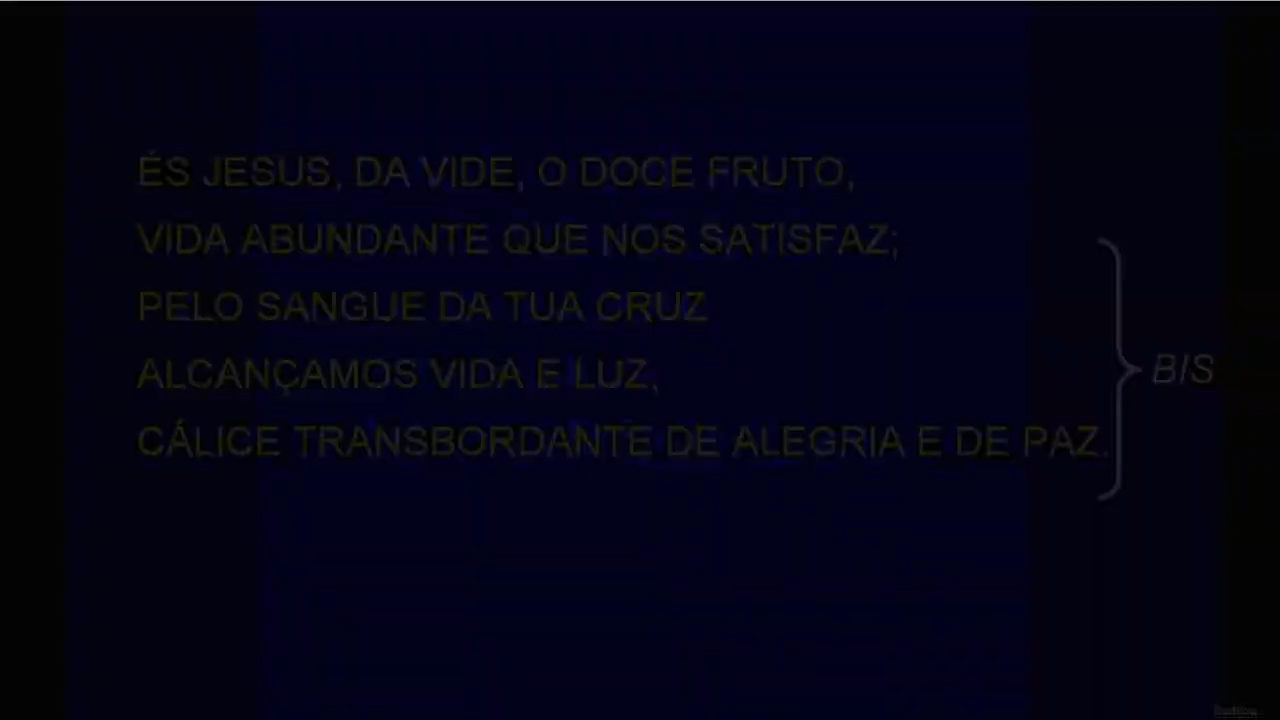 ÉS JESUS, DA VIDE, O DOCE FRUTO,
VIDA ABUNDANTE QUE NOS SATISFAZ;
PELO SANGUE DA TUA CRUZ
ALCANÇAMOS VIDA E LUZ,
CÁLICE TRANSBORDANTE DE ALEGRIA E DE PAZ.
BIS